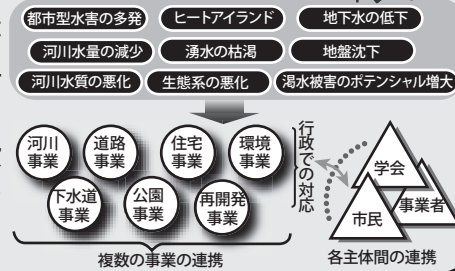 都市型水害の多発 ヒートアイランド 地下水の低下
河川水量の減少 湧水の枯渇 地盤沈下
河川水質の悪化 生態系の悪化 渇水被害のポテンシャル増大
河川
事業
道路
事業
住宅
事業
環境
事業
下水道
事業
公園
事業
再開発
事業
行政での対応
複数の事業の連携
学会
事業者
市民
各主体間の連携